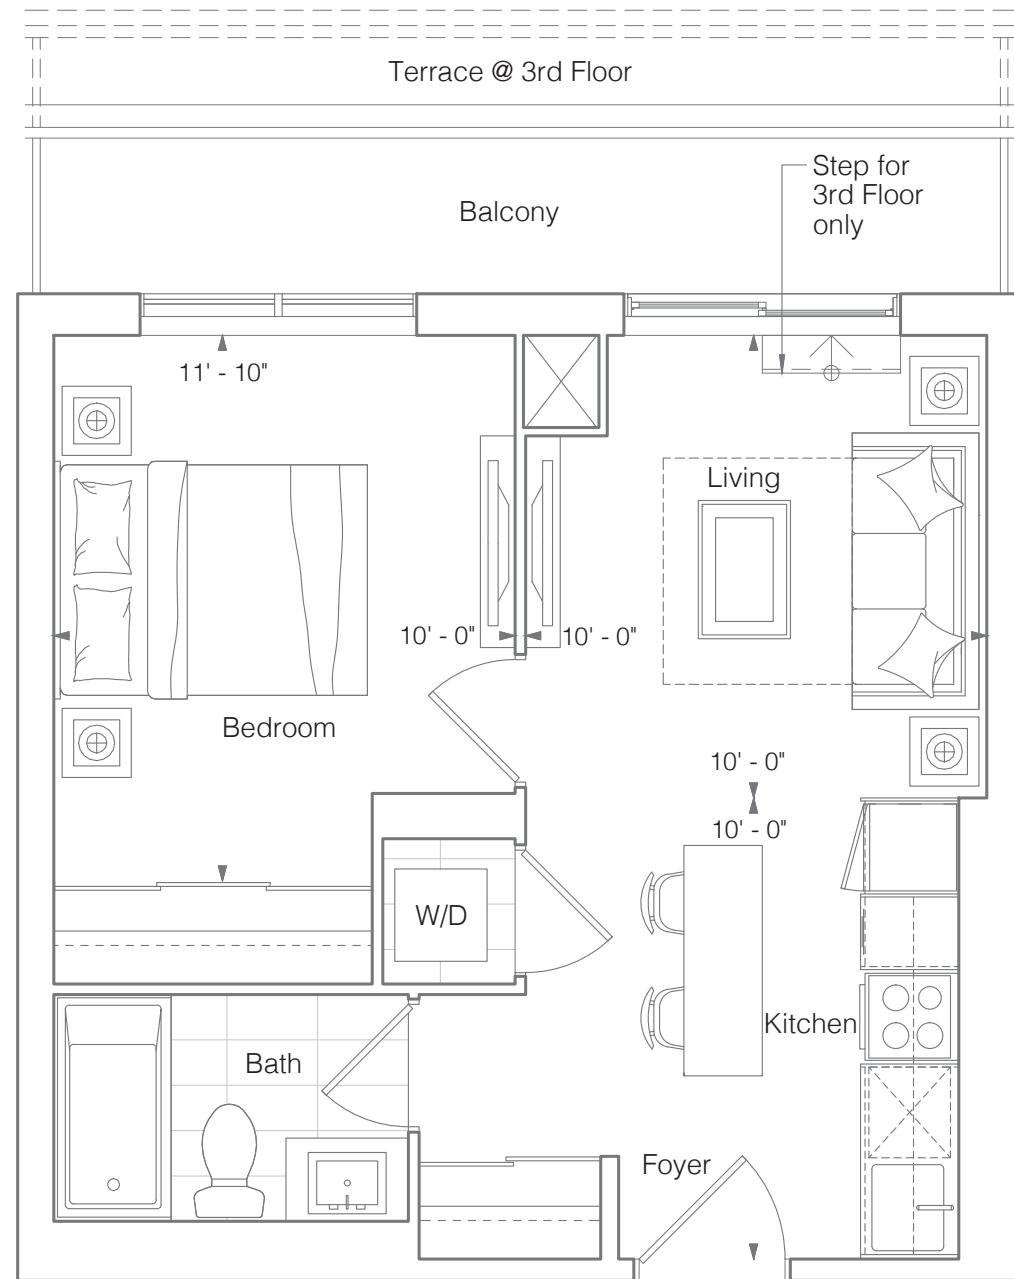 Terrace @ 3rd Floor
Step for
3rd Floor
only
Balcony
11' - 10"
Living
10' - 0"
10' - 0"
Bedroom
10' - 0"
10' - 0"
W/D
Kitchen
Bath
Foyer